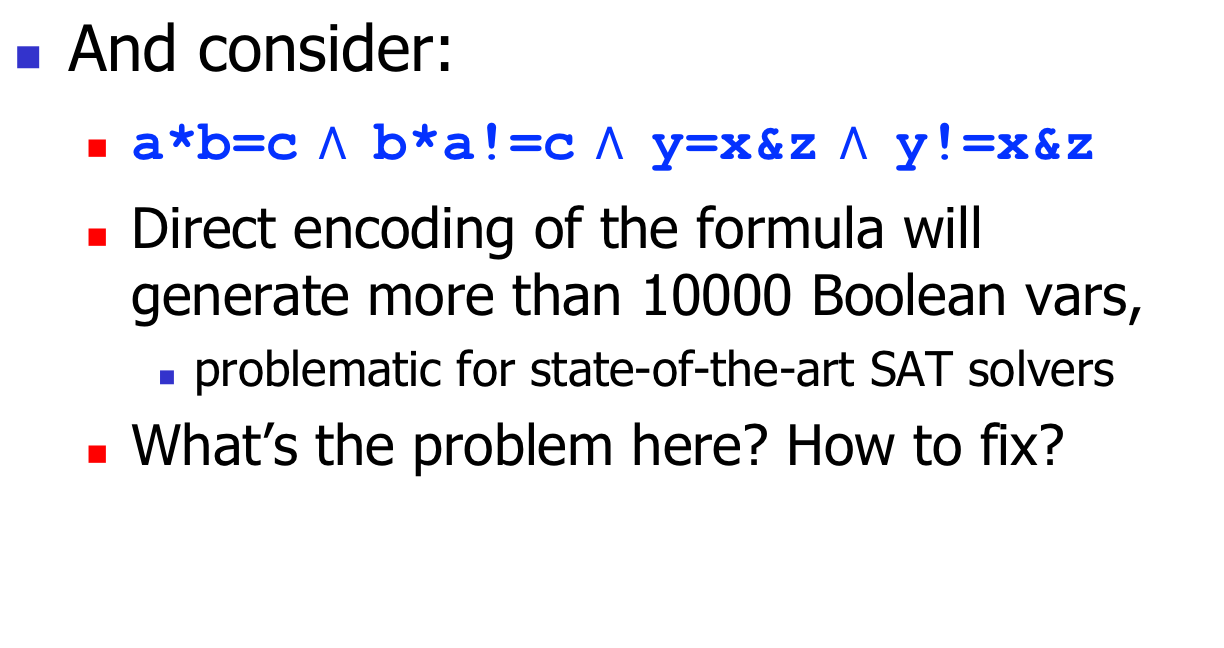 And consider:
a*b=c ∧ b*a!=c ∧ y=x&z ∧ y!=x&z
Direct encoding of the formula will
generate more than 10000 Boolean vars,
problematic for state-of-the-art SAT solvers
What’s the problem here? How to fix?